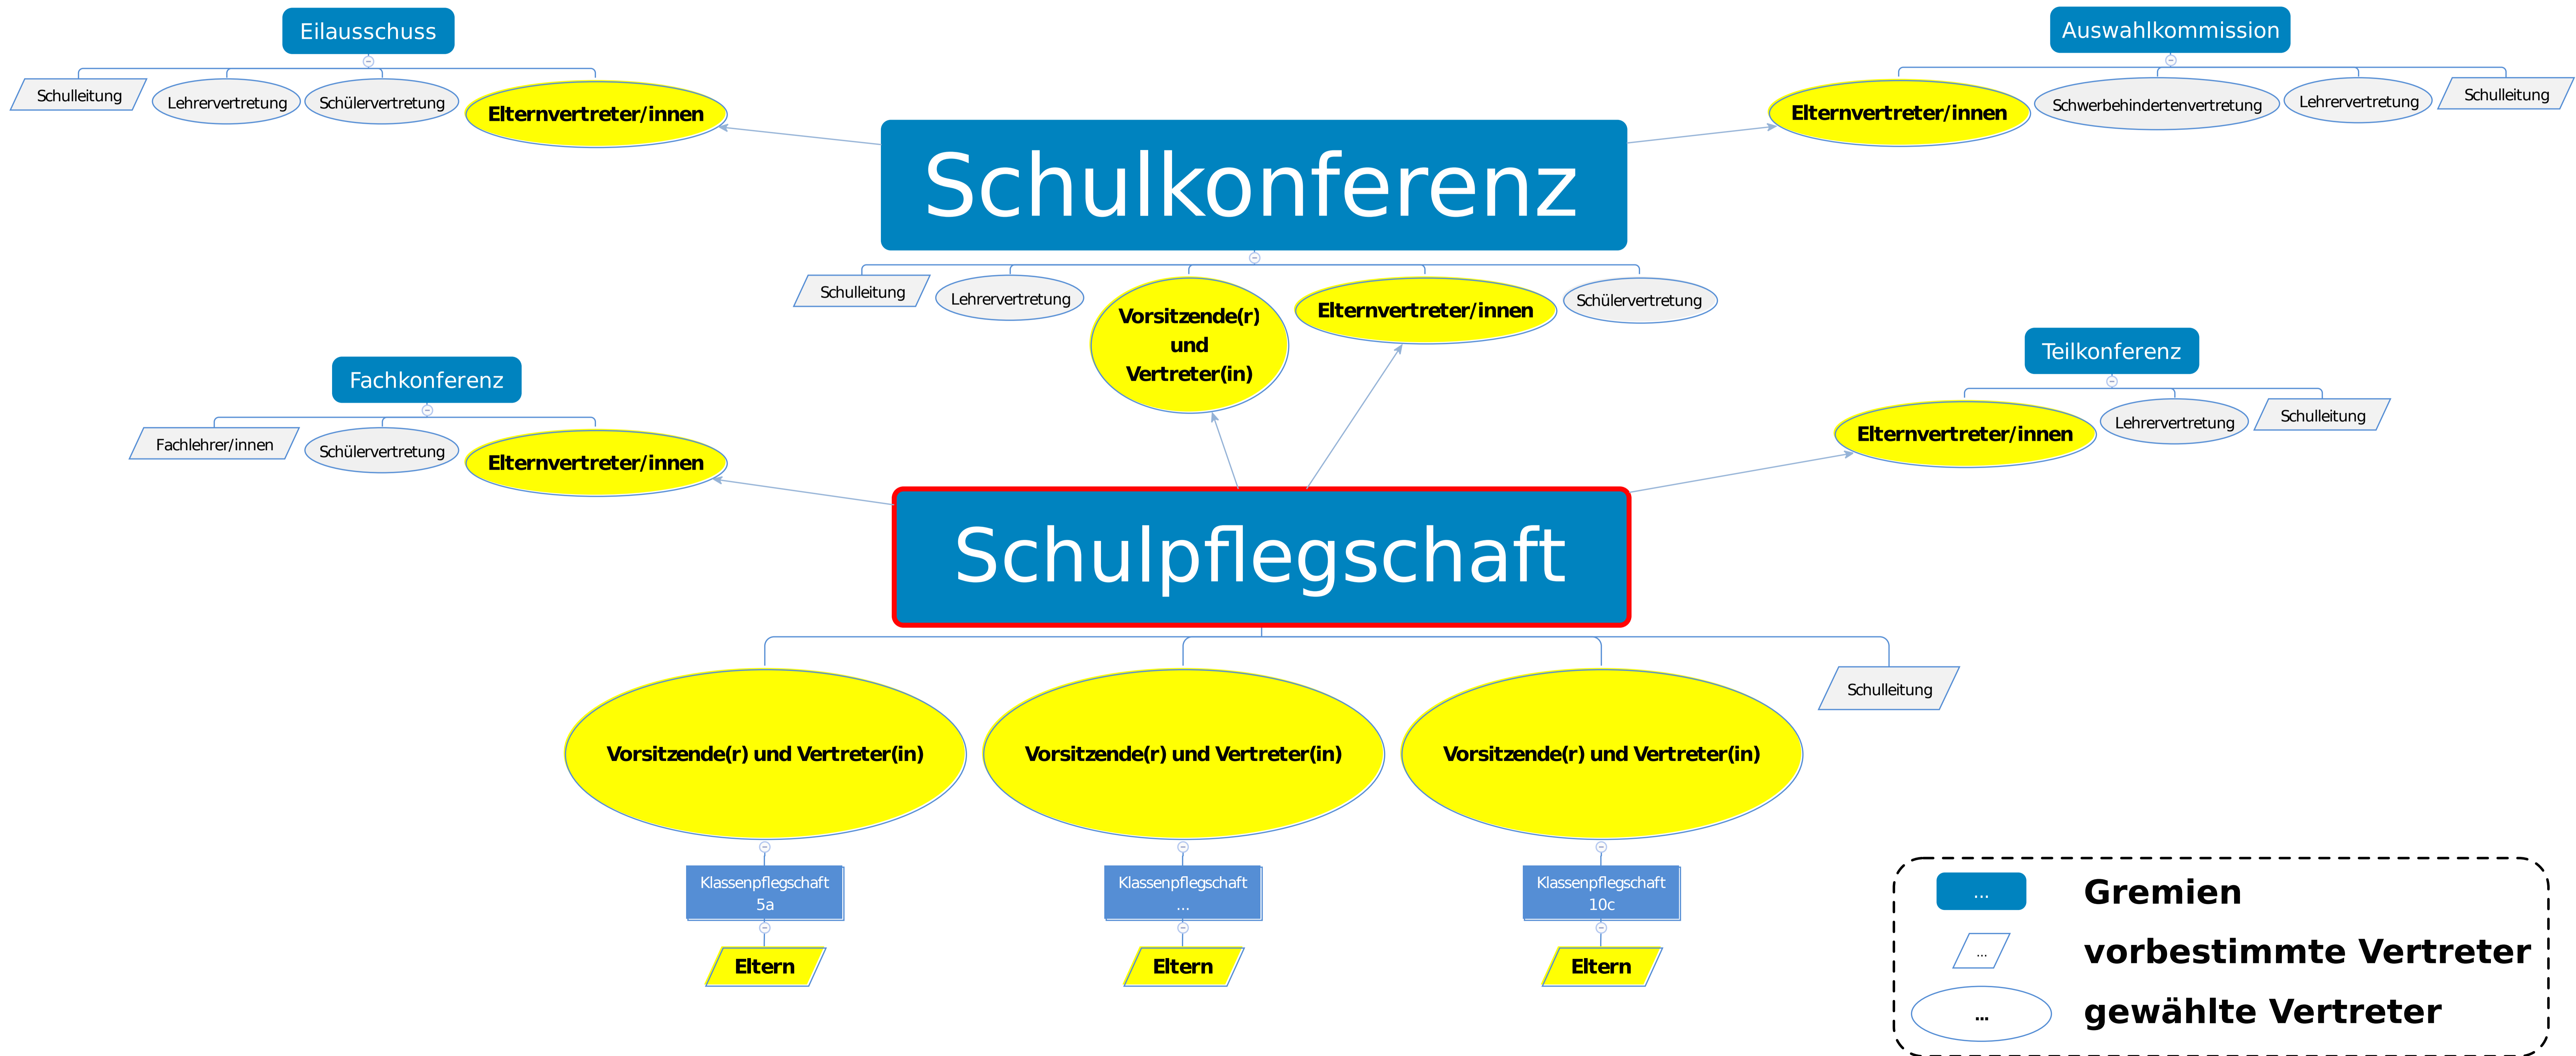 Eilausschuss
Auswahlkommission
Schulleitung
Lehrervertretung
Schülervertretung
Elternvertreter/innen
Elternvertreter/innen
Schwerbehindertenvertretung
Lehrervertretung
Schulleitung
Schulkonferenz
Schulleitung
Lehrervertretung
Vorsitzende(r)
und
Vertreter(in)
Elternvertreter/innen
Schülervertretung
Fachkonferenz
Fachlehrer/innen
Schülervertretung
Elternvertreter/innen
Teilkonferenz
Elternvertreter/innen
Lehrervertretung
Schulleitung
Schulpflegschaft
Vorsitzende(r) und Vertreter(in)
Vorsitzende(r) und Vertreter(in)
Vorsitzende(r) und Vertreter(in)
Schulleitung
Klassenpflegschaft
5a
Klassenpflegschaft
...
Klassenpflegschaft
10c
Eltern
Eltern
Eltern
... Gremien
... vorbestimmte Vertreter
... gewählte Vertreter